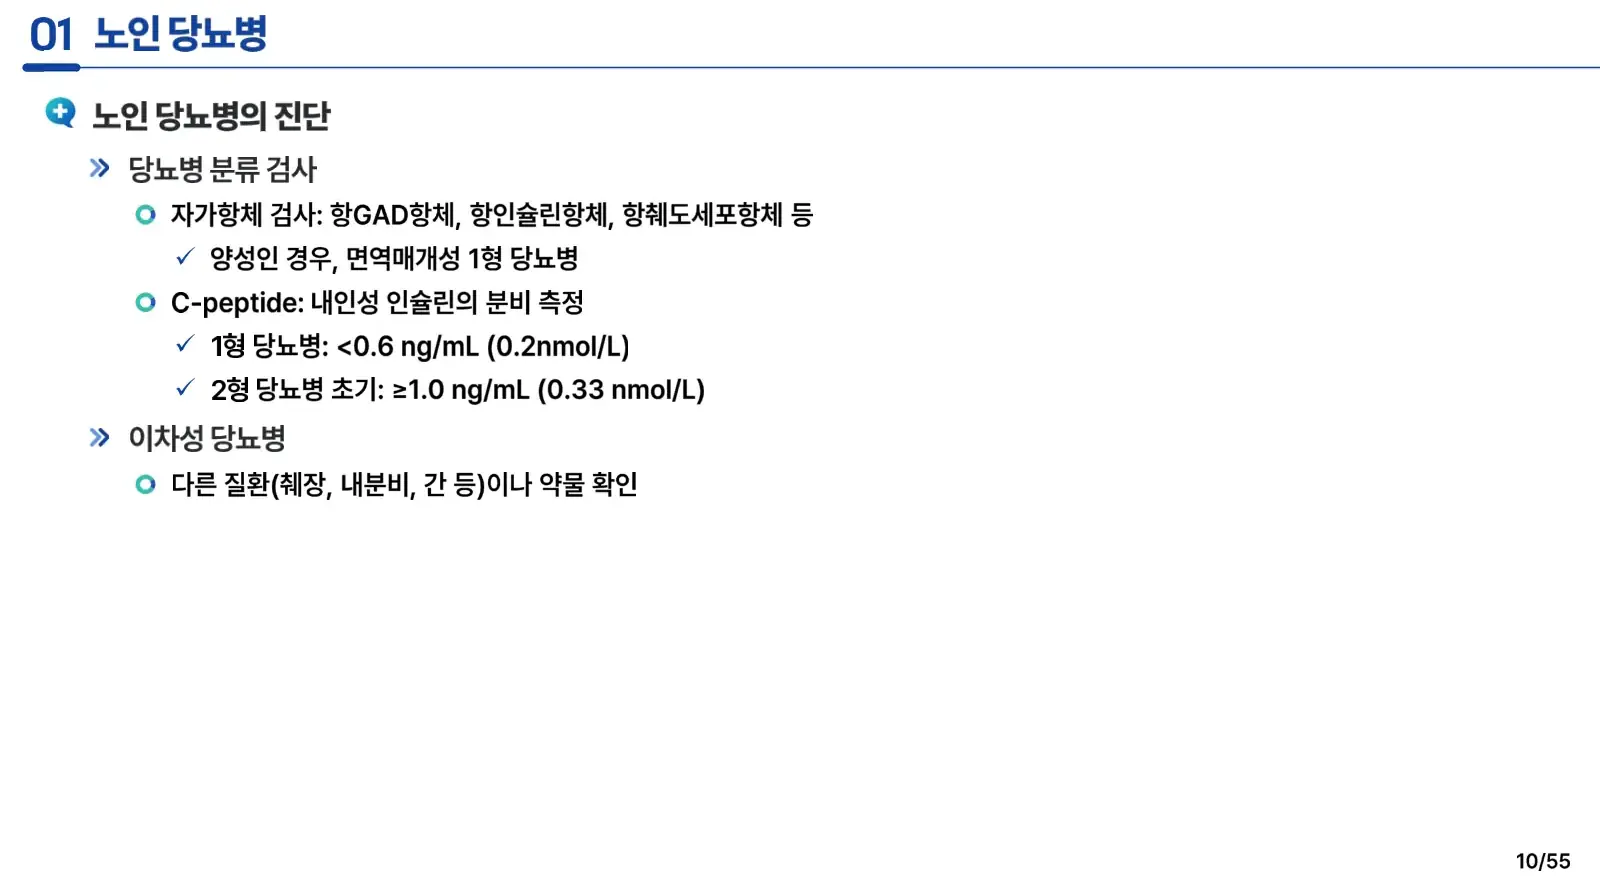 01 노인 당뇨병
노인 당뇨병의 진단
당뇨병 분류 검사
자가항체 검사: 항GAD항체, 항인슐린항체, 항췌도세포항체 등
양성인 경우, 면역매개성 1형 당뇨병
C-peptide: 내인성 인슐린의 분비 측정
1형 당뇨병: <0.6 ng/mL (0.2nmol/L)
2형 당뇨병 초기: ≥1.0 ng/mL (0.33 nmol/L)
이차성 당뇨병
다른 질환(췌장, 내분비, 간 등)이나 약물 확인
10/55